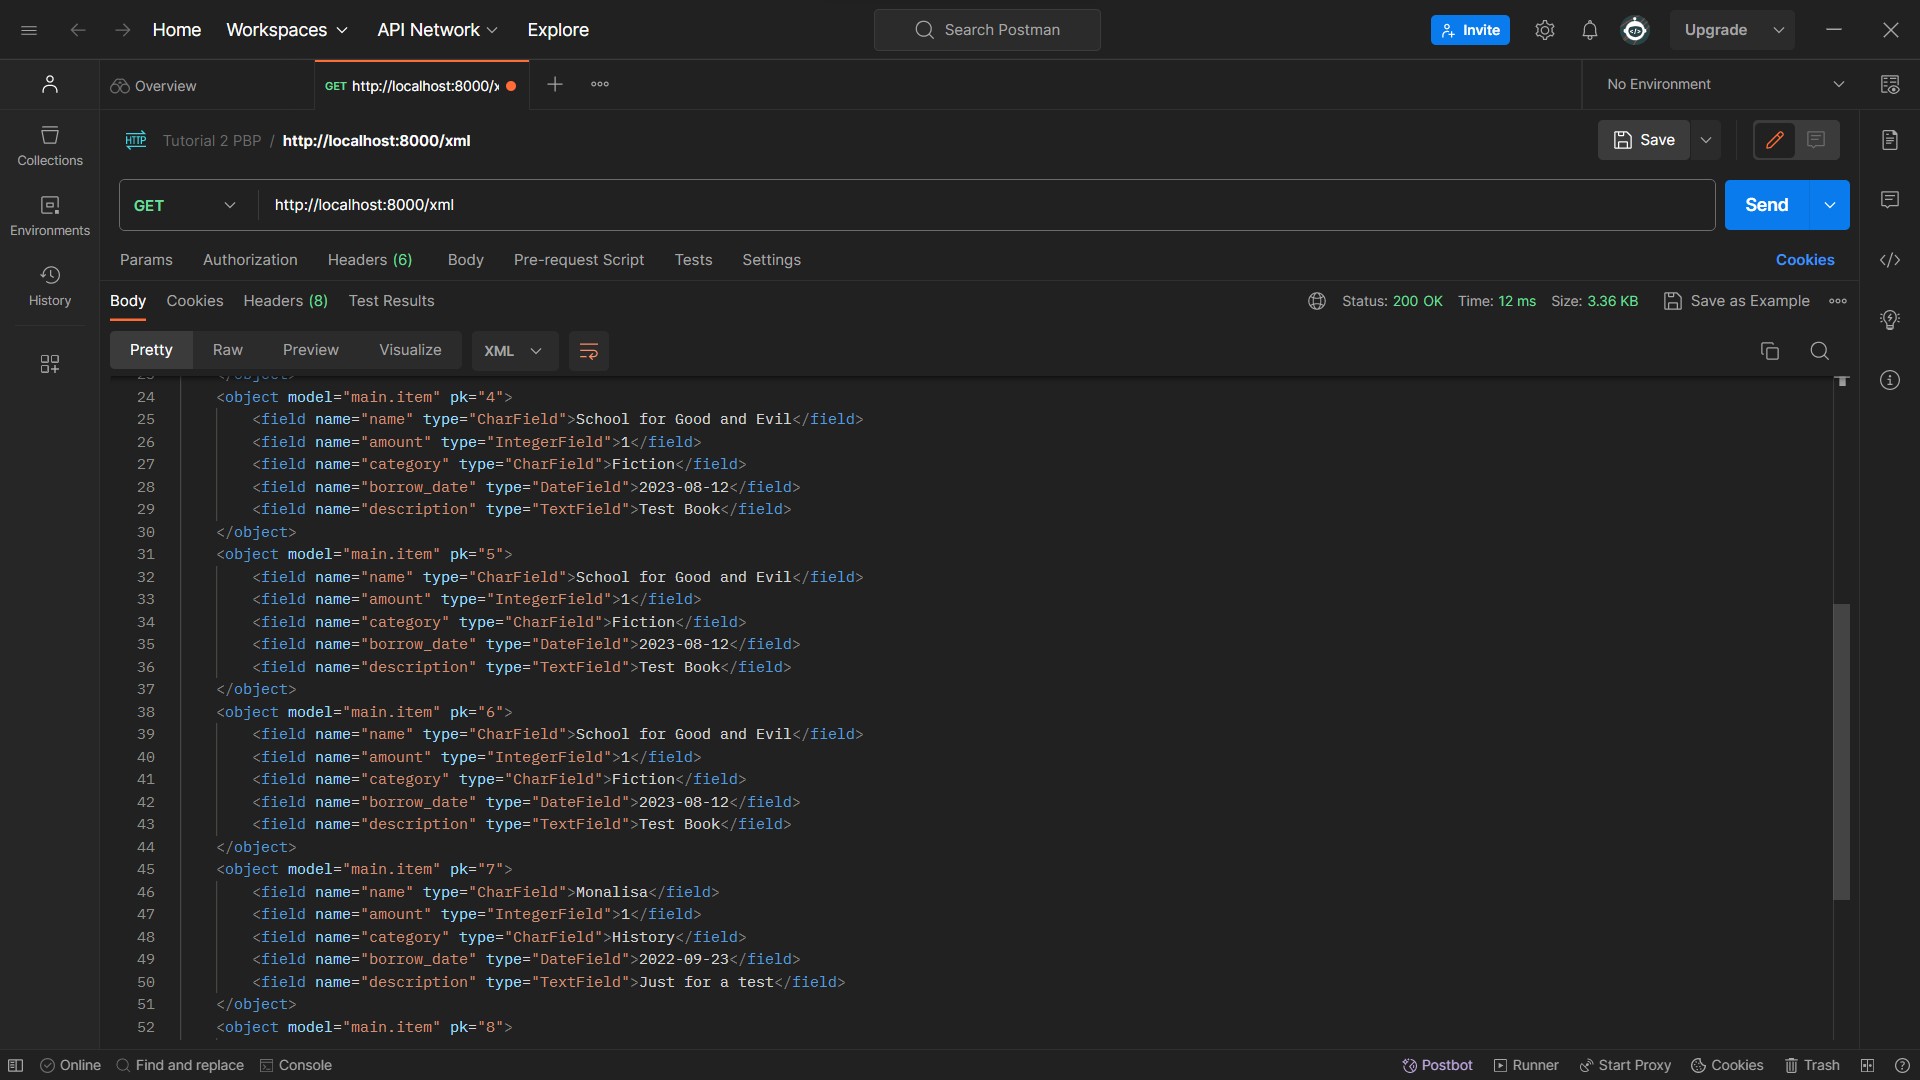 Home Workspaces API Network Explore Search Postman Invite Upgrade
Overview GET http://localhost:8000/x No Environment
HTTP Tutorial 2 PBP / http://localhost:8000/xml Save
Collections
Environments
History
GET http://localhost:8000/xml Send
Params Authorization Headers (6) Body Pre-request Script Tests Settings Cookies
Body Cookies Headers (8) Test Results Status: 200 OK Time: 12 ms Size: 3.36 KB Save as Example
Pretty Raw Preview Visualize XML
23 </object>
24 <object model="main.item" pk="4">
25 <field name="name" type="CharField">School for Good and Evil</field>
26 <field name="amount" type="IntegerField">1</field>
27 <field name="category" type="CharField">Fiction</field>
28 <field name="borrow_date" type="DateField">2023-08-12</field>
29 <field name="description" type="TextField">Test Book</field>
30 </object>
31 <object model="main.item" pk="5">
32 <field name="name" type="CharField">School for Good and Evil</field>
33 <field name="amount" type="IntegerField">1</field>
34 <field name="category" type="CharField">Fiction</field>
35 <field name="borrow_date" type="DateField">2023-08-12</field>
36 <field name="description" type="TextField">Test Book</field>
37 </object>
38 <object model="main.item" pk="6">
39 <field name="name" type="CharField">School for Good and Evil</field>
40 <field name="amount" type="IntegerField">1</field>
41 <field name="category" type="CharField">Fiction</field>
42 <field name="borrow_date" type="DateField">2023-08-12</field>
43 <field name="description" type="TextField">Test Book</field>
44 </object>
45 <object model="main.item" pk="7">
46 <field name="name" type="CharField">Monalisa</field>
47 <field name="amount" type="IntegerField">1</field>
48 <field name="category" type="CharField">History</field>
49 <field name="borrow_date" type="DateField">2022-09-23</field>
50 <field name="description" type="TextField">Just for a test</field>
51 </object>
52 <object model="main.item" pk="8">
Online Find and replace Console Postbot Runner Start Proxy Cookies Trash